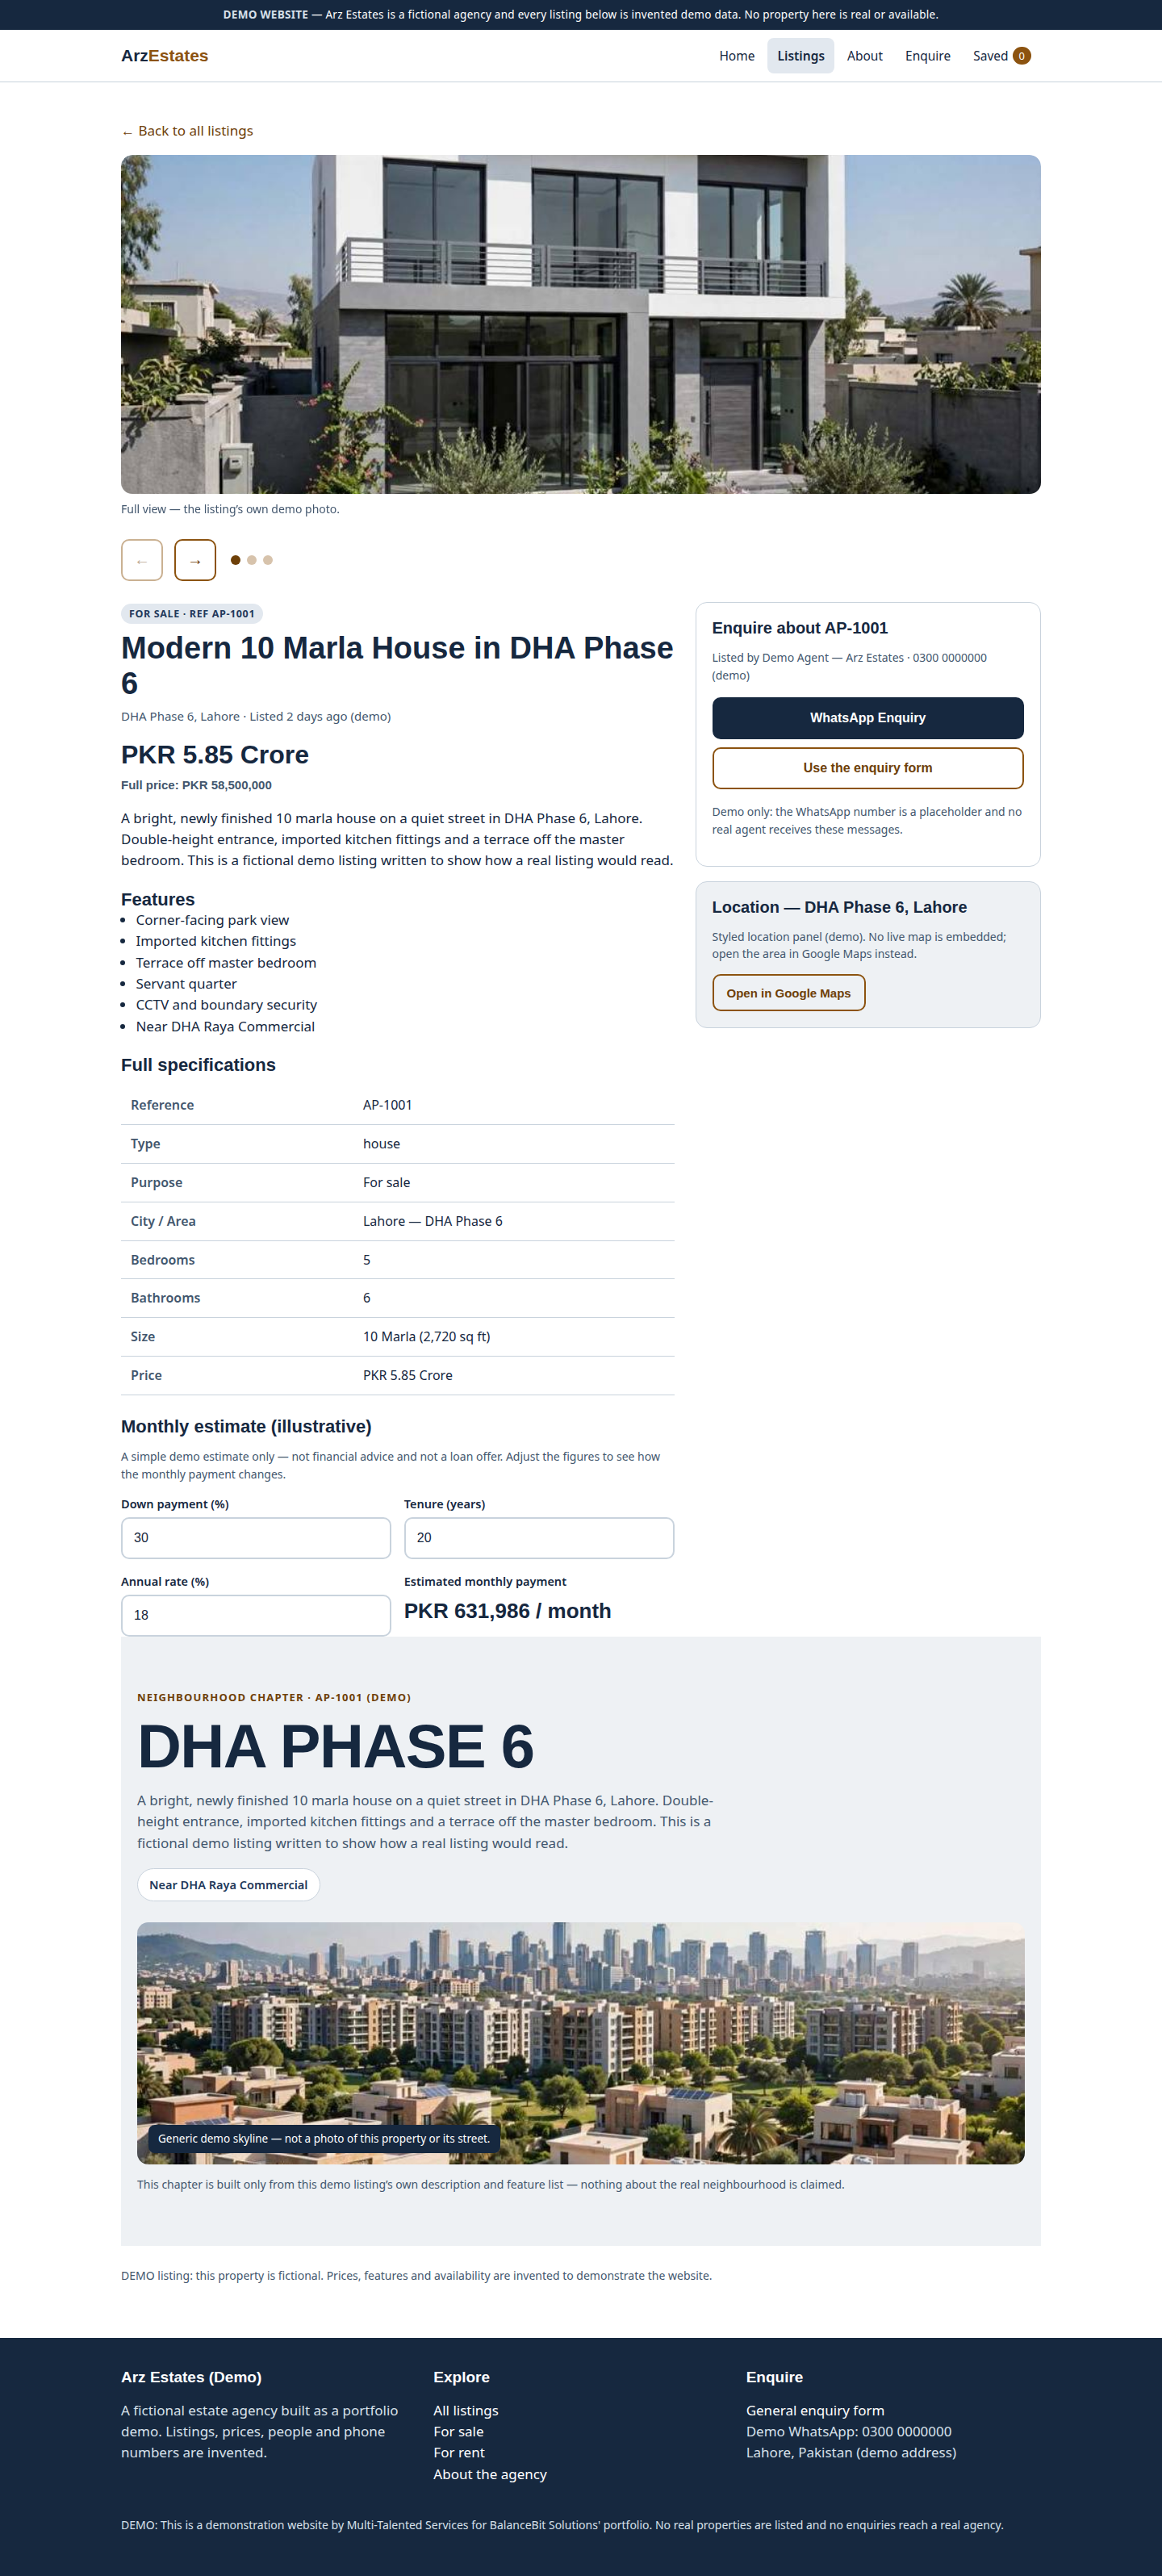 DEMO WEBSITE — Arz Estates is a fictional agency and every listing below is invented demo data. No property here is real or available.
ArzEstates
Home
Listings
About
Enquire
Saved 0
← Back to all listings
Full view — the listing’s own demo photo.
←
→
FOR SALE · REF AP-1001
Modern 10 Marla House in DHA Phase
6
DHA Phase 6, Lahore · Listed 2 days ago (demo)
PKR 5.85 Crore
Full price: PKR 58,500,000
A bright, newly finished 10 marla house on a quiet street in DHA Phase 6, Lahore.
Double-height entrance, imported kitchen fittings and a terrace off the master
bedroom. This is a fictional demo listing written to show how a real listing would read.
Features
• Corner-facing park view
• Imported kitchen fittings
• Terrace off master bedroom
• Servant quarter
• CCTV and boundary security
• Near DHA Raya Commercial
Full specifications
Reference AP-1001
Type house
Purpose For sale
City / Area Lahore — DHA Phase 6
Bedrooms 5
Bathrooms 6
Size 10 Marla (2,720 sq ft)
Price PKR 5.85 Crore
Monthly estimate (illustrative)
A simple demo estimate only — not financial advice and not a loan offer. Adjust the figures to see how
the monthly payment changes.
Down payment (%)
30
Tenure (years)
20
Annual rate (%)
18
Estimated monthly payment
PKR 631,986 / month
Enquire about AP-1001
Listed by Demo Agent — Arz Estates · 0300 0000000
(demo)
WhatsApp Enquiry
Use the enquiry form
Demo only: the WhatsApp number is a placeholder and no
real agent receives these messages.
Location — DHA Phase 6, Lahore
Styled location panel (demo). No live map is embedded;
open the area in Google Maps instead.
Open in Google Maps
NEIGHBOURHOOD CHAPTER · AP-1001 (DEMO)
DHA PHASE 6
A bright, newly finished 10 marla house on a quiet street in DHA Phase 6, Lahore. Double-
height entrance, imported kitchen fittings and a terrace off the master bedroom. This is a
fictional demo listing written to show how a real listing would read.
Near DHA Raya Commercial
Generic demo skyline — not a photo of this property or its street.
This chapter is built only from this demo listing’s own description and feature list — nothing about the real neighbourhood is claimed.
DEMO listing: this property is fictional. Prices, features and availability are invented to demonstrate the website.
Arz Estates (Demo)
A fictional estate agency built as a portfolio
demo. Listings, prices, people and phone
numbers are invented.
Explore
All listings
For sale
For rent
About the agency
Enquire
General enquiry form
Demo WhatsApp: 0300 0000000
Lahore, Pakistan (demo address)
DEMO: This is a demonstration website by Multi-Talented Services for BalanceBit Solutions' portfolio. No real properties are listed and no enquiries reach a real agency.